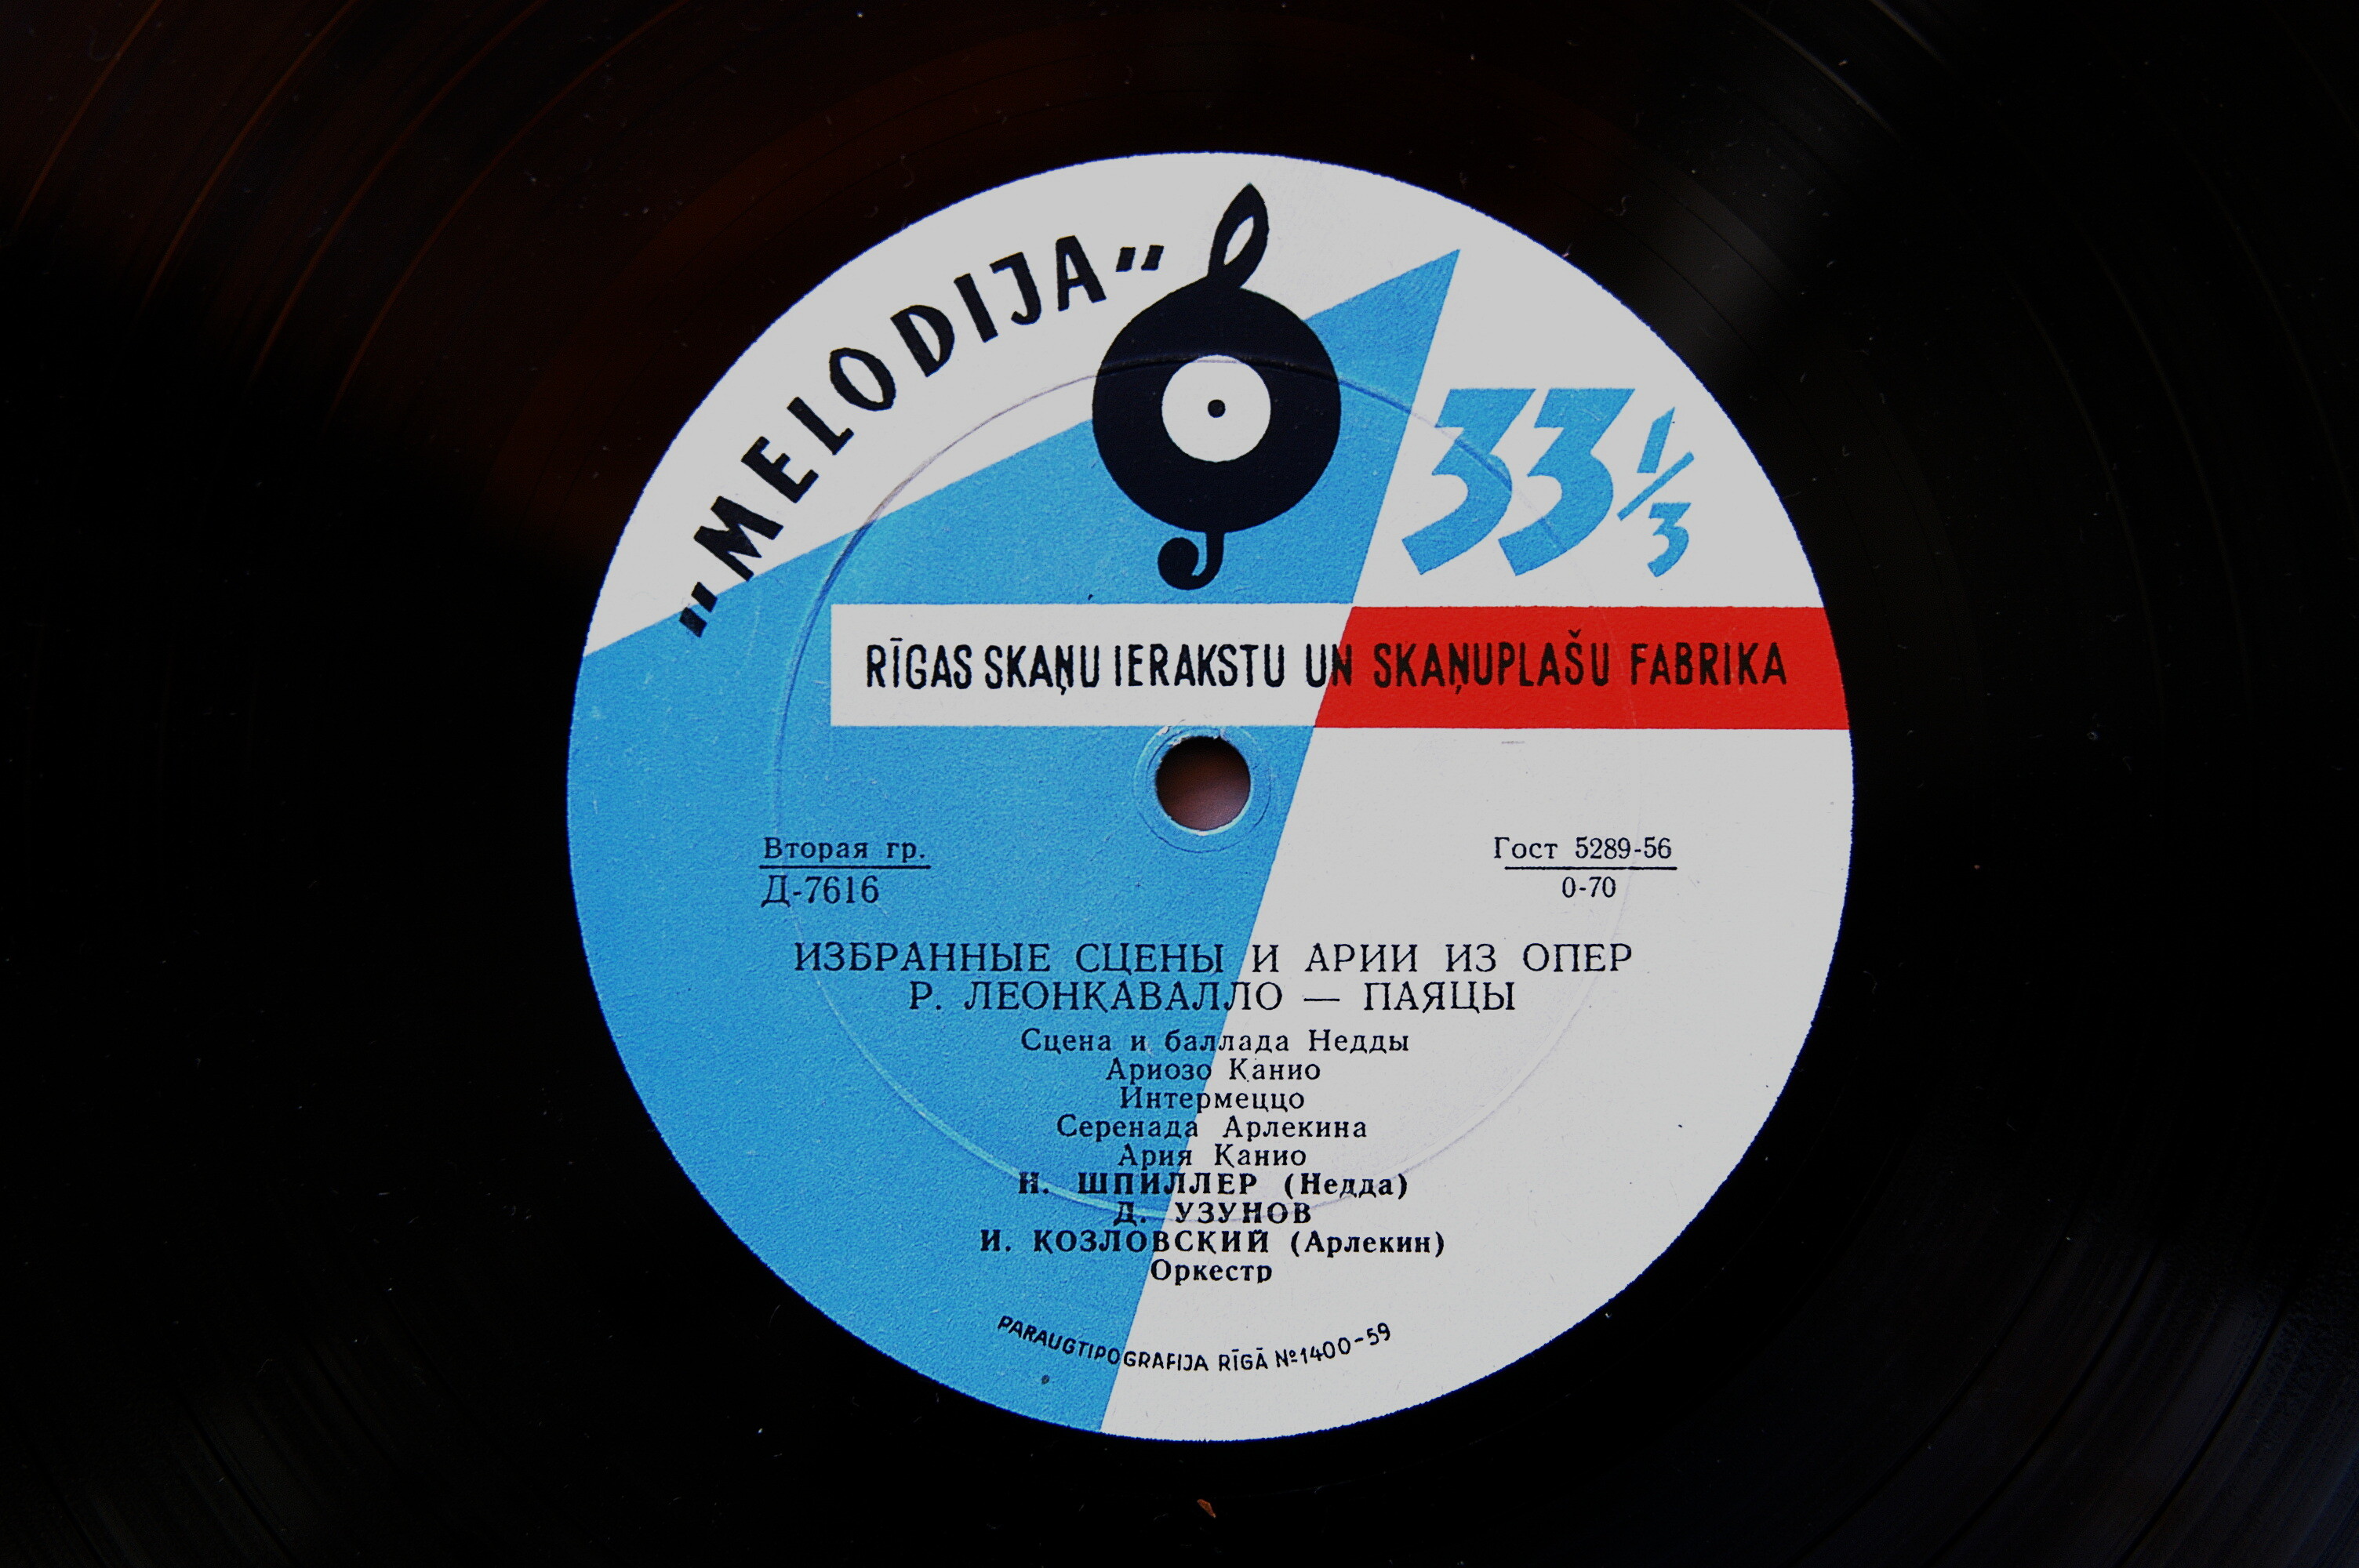 "MELODIJA"
33 1/3
RĪGAS SKAŅU IERAKSTU UN SKAŅUPLAŠU FABRIKA
Вторая гр.
Д-7616
Гост 5289-56
0-70
ИЗБРАННЫЕ СЦЕНЫ И АРИИ ИЗ ОПЕР
Р. ЛЕОНКАВАЛЛО — ПАЯЦЫ
Сцена и баллада Недды
Ариозо Канио
Интермеццо
Серенада Арлекина
Ария Канио
Н. ШПИЛЛЕР (Недда)
Д. УЗУНОВ
И. КОЗЛОВСКИЙ (Арлекин)
Оркестр
PARAUGTIPOGRAFIJA RĪGĀ №1400-59